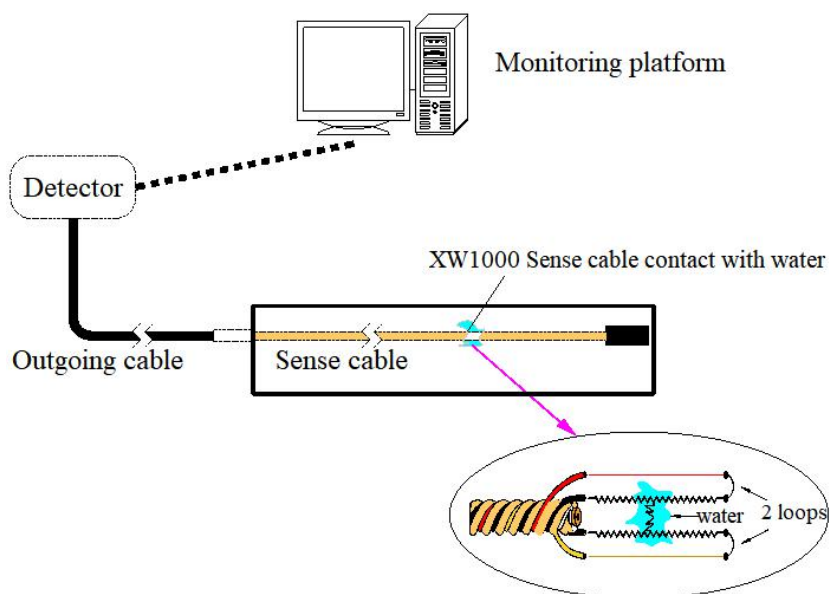 Monitoring platform
Detector
XW1000 Sense cable contact with water
Outgoing cable
Sense cable
water
2 loops